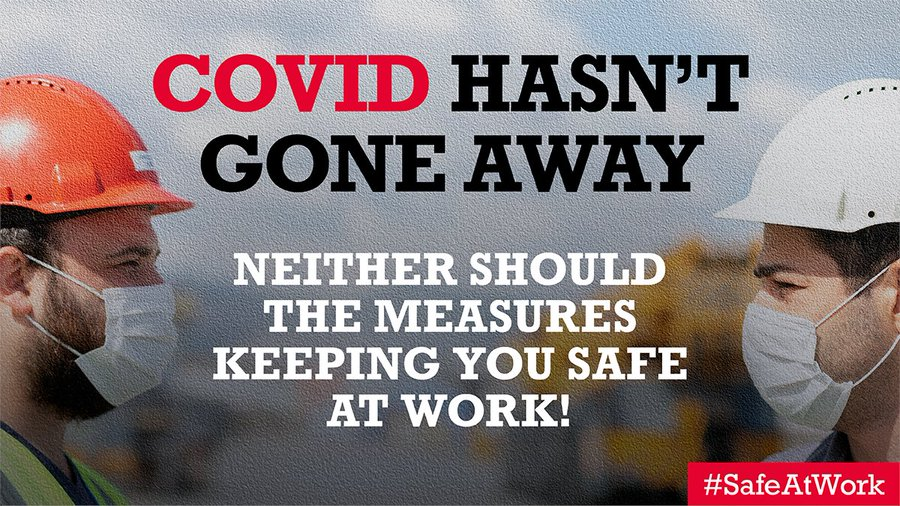 COVID HASN'T
GONE AWAY
NEITHER SHOULD
THE MEASURES
KEEPING YOU SAFE
AT WORK!
#SafeAtWork